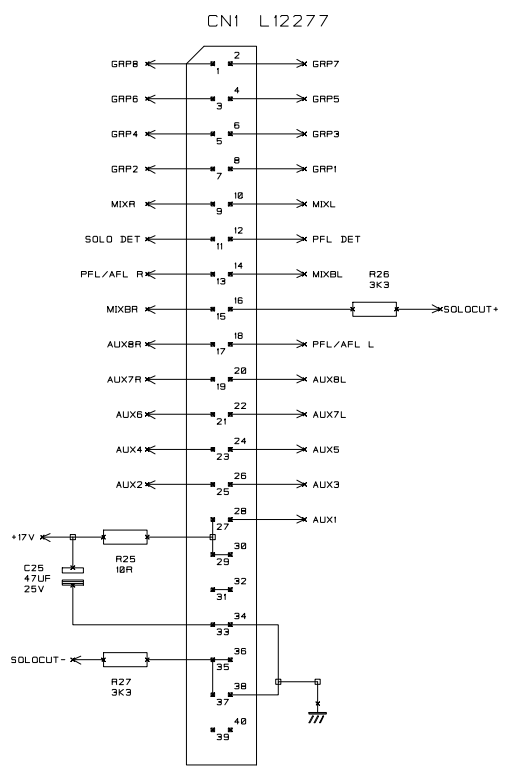 CN1 L12277
GRP8 1 2 GRP7
GRP6 3 4 GRP5
GRP4 5 6 GRP3
GRP2 7 8 GRP1
MIXR 9 10 MIXL
SOLO DET 11 12 PFL DET
PFL/AFL R 13 14 MIXBL
R26
3K3
MIXBR 15 16 SOLOCUT+
AUX8R 17 18 PFL/AFL L
AUX7R 19 20 AUX8L
AUX6 21 22 AUX7L
AUX4 23 24 AUX5
AUX2 25 26 AUX3
27 28 AUX1
+17V
R25
10R
29 30
C25
47UF
25V
31 32
33 34
SOLOCUT- 35 36
R27
3K3
37 38
39 40